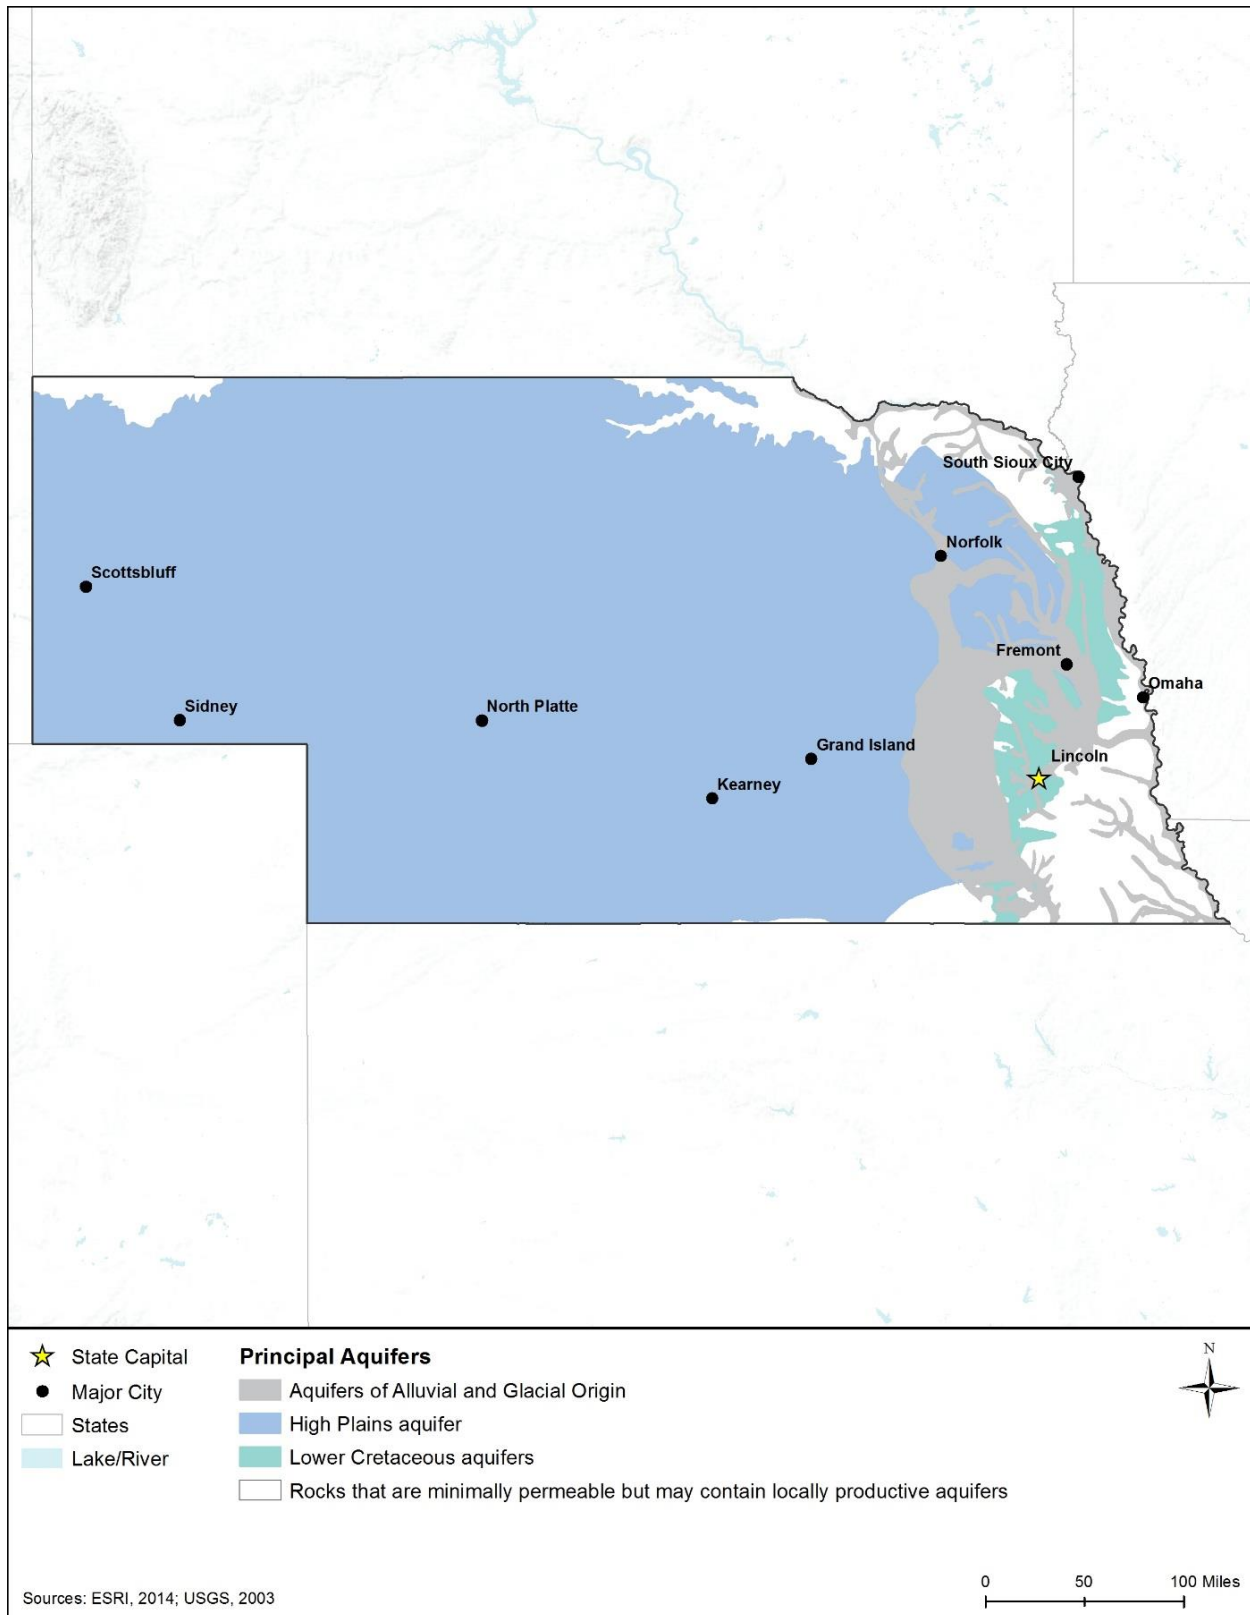 South Sioux City
Norfolk
Scottsbluff
Fremont
Omaha
Sidney
North Platte
Grand Island
Lincoln
Kearney
State Capital
Major City
States
Lake/River
Principal Aquifers
Aquifers of Alluvial and Glacial Origin
High Plains aquifer
Lower Cretaceous aquifers
Rocks that are minimally permeable but may contain locally productive aquifers
N
Sources: ESRI, 2014; USGS, 2003
0 50 100 Miles